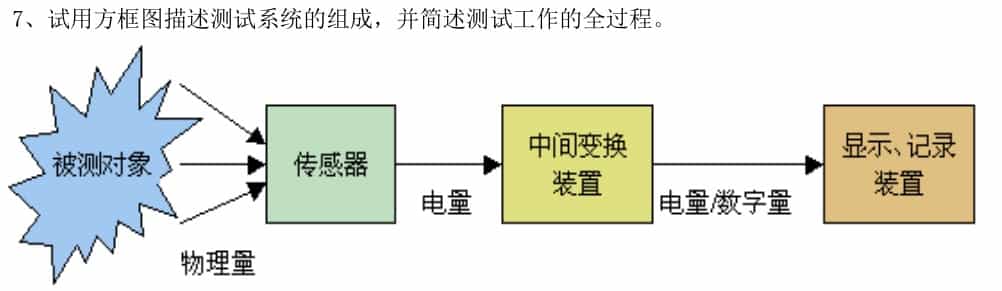 7、试用方框图描述测试系统的组成，并简述测试工作的全过程。
被测对象
物理量
传感器
电量
中间变换
装置
电量/数字量
显示、记录
装置